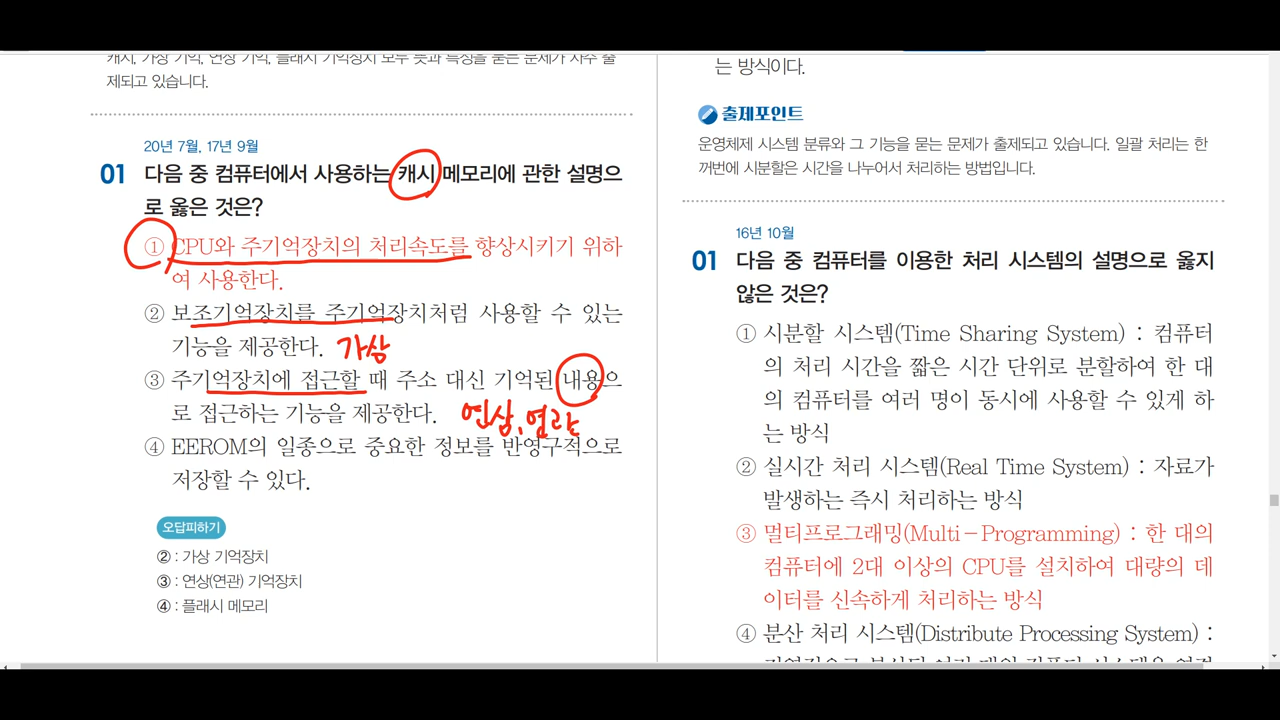 캐시, 가상 기억, 연상 기억, 플래시 기억장치 모두 뜻과 특징을 묻는 문제가 자주 출
제되고 있습니다.
20년 7월, 17년 9월
01 다음 중 컴퓨터에서 사용하는 캐시 메모리에 관한 설명으
로 옳은 것은?
① CPU와 주기억장치의 처리속도를 향상시키기 위하
여 사용한다.
② 보조기억장치를 주기억장치처럼 사용할 수 있는
기능을 제공한다. 가상
③ 주기억장치에 접근할 때 주소 대신 기억된 내용으
로 접근하는 기능을 제공한다. 연상,
④ EEROM의 일종으로 중요한 정보를 반영구적으로
저장할 수 있다.
오답피하기
② : 가상 기억장치
③ : 연상(연관) 기억장치
④ : 플래시 메모리
는 방식이다.
출제포인트
운영체제 시스템 분류와 그 기능을 묻는 문제가 출제되고 있습니다. 일괄 처리는 한
꺼번에 시분할은 시간을 나누어서 처리하는 방법입니다.
16년 10월
01 다음 중 컴퓨터를 이용한 처리 시스템의 설명으로 옳지
않은 것은?
① 시분할 시스템(Time Sharing System) : 컴퓨터
의 처리 시간을 짧은 시간 단위로 분할하여 한 대
의 컴퓨터를 여러 명이 동시에 사용할 수 있게 하
는 방식
② 실시간 처리 시스템(Real Time System) : 자료가
발생하는 즉시 처리하는 방식
③ 멀티프로그래밍(Multi-Programming) : 한 대의
컴퓨터에 2대 이상의 CPU를 설치하여 대량의 데
이터를 신속하게 처리하는 방식
④ 분산 처리 시스템(Distribute Processing System) :